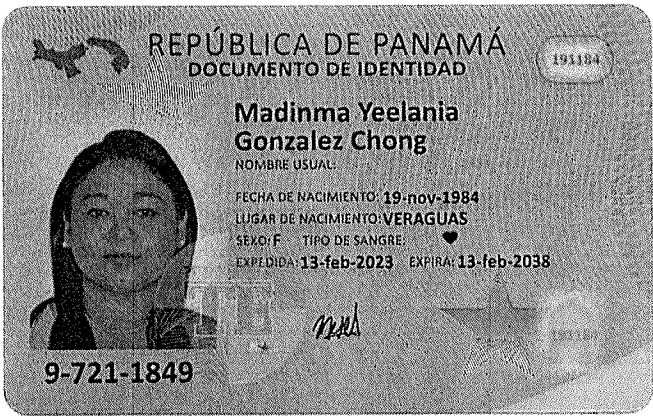 REPÚBLICA DE PANAMÁ
DOCUMENTO DE IDENTIDAD
191184
Madinma Yeelania
Gonzalez Chong
NOMBRE USUAL:
FECHA DE NACIMIENTO: 19-nov-1984
LUGAR DE NACIMIENTO: VERAGUAS
SEXO: F TIPO DE SANGRE:
EXPEDIDA: 13-feb-2023 EXPIRA: 13-feb-2038
TE
9-721-1849